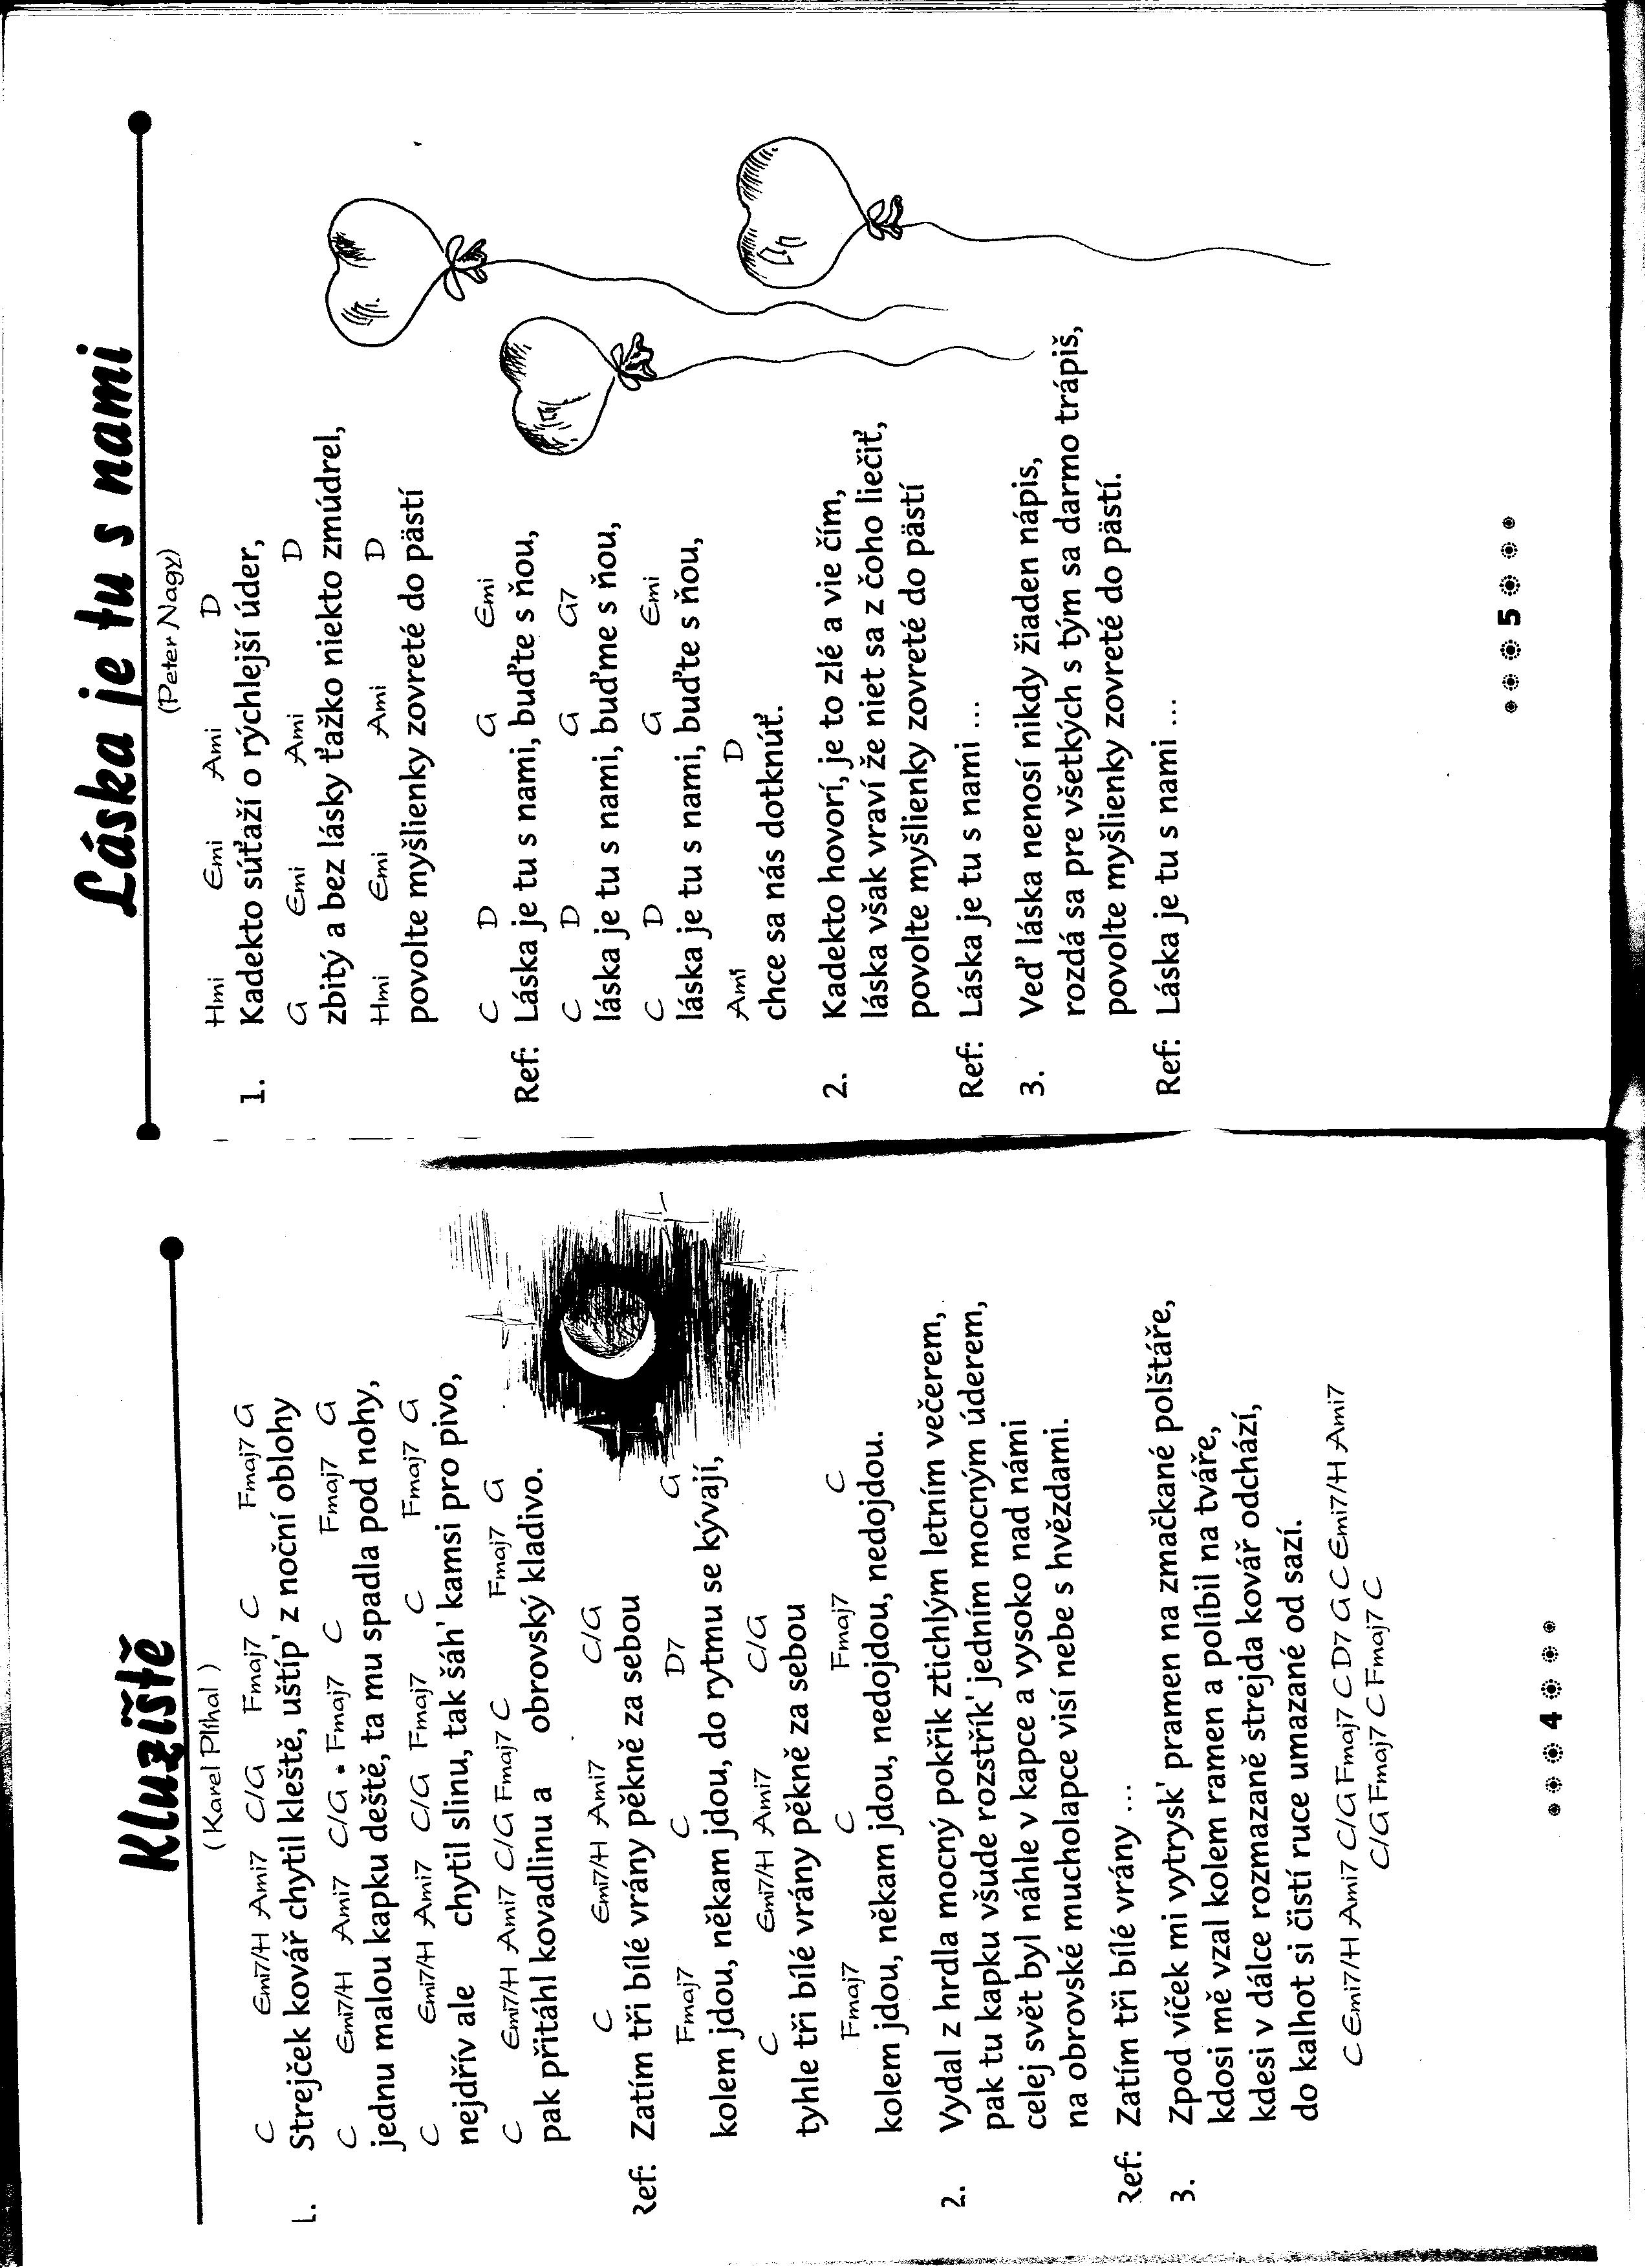 Kluziště
(Karel Plíhal)
C Emi7/H Ami7 C/G Fmaj7 C Fmaj7 G
1. Strejček kovář chytil kleště, uštíp' z noční oblohy
C Emi7/H Ami7 C/G Fmaj7 C Fmaj7 G
jednu malou kapku deště, ta mu spadla pod nohy,
C Emi7/H Ami7 C/G Fmaj7 C Fmaj7 G
nejdřív ale chytil slinu, tak šáh' kamsi pro pivo,
C Emi7/H Ami7 C/G Fmaj7 C Fmaj7 G
pak přitáhl kovadlinu a obrovský kladivo.
C Emi7/H Ami7 C/G
Ref: Zatím tři bílé vrány pěkně za sebou
Fmaj7 C D7 G
kolem jdou, někam jdou, do rytmu se kývají,
C Emi7/H Ami7 C/G
tyhle tři bílé vrány pěkně za sebou
Fmaj7 C Fmaj7 C
kolem jdou, někam jdou, nedojdou, nedojdou.
2. Vydal z hrdla mocný pokřik ztichlým letním večerem,
pak tu kapku všude rozstřík' jedním mocným úderem,
celej svět byl náhle v kapce a vysoko nad námi
na obrovské mucholapce visí nebe s hvězdami.
Ref: Zatím tři bílé vrány ...
3. Zpod víček mi vytrysk' pramen na zmačkané polštáře,
kdosi mě vzal kolem ramen a políbil na tváře,
kdesi v dálce rozmazaně strejda kovář odchází,
do kalhot si čistí ruce umazané od sazí.
C Emi7/H Ami7 C/G Fmaj7 C D7 G C Emi7/H Ami7
C/G Fmaj7 C Fmaj7 C
4
Láska je tu s nami
(Peter Nagy)
Hmi Emi Ami D
1. Kadekto súťaží o rýchlejší úder,
G Emi Ami D
zbitý a bez lásky ťažko niekto zmúdrel,
Hmi Emi Ami D
povolte myšlienky zovreté do pästí
C D G Emi
Ref: Láska je tu s nami, buďte s ňou,
C D G G7
láska je tu s nami, buďme s ňou,
C D G Emi
láska je tu s nami, buďte s ňou,
Ami D
chce sa nás dotknúť.
2. Kadekto hovorí, je to zlé a vie čím,
láska však vraví že niet sa z čoho liečiť,
povolte myšlienky zovreté do pästí
Ref: Láska je tu s nami ...
3. Veď láska nenosí nikdy žiaden nápis,
rozdá sa pre všetkých s tým sa darmo trápiš,
povolte myšlienky zovreté do pästí.
Ref: Láska je tu s nami ...
5